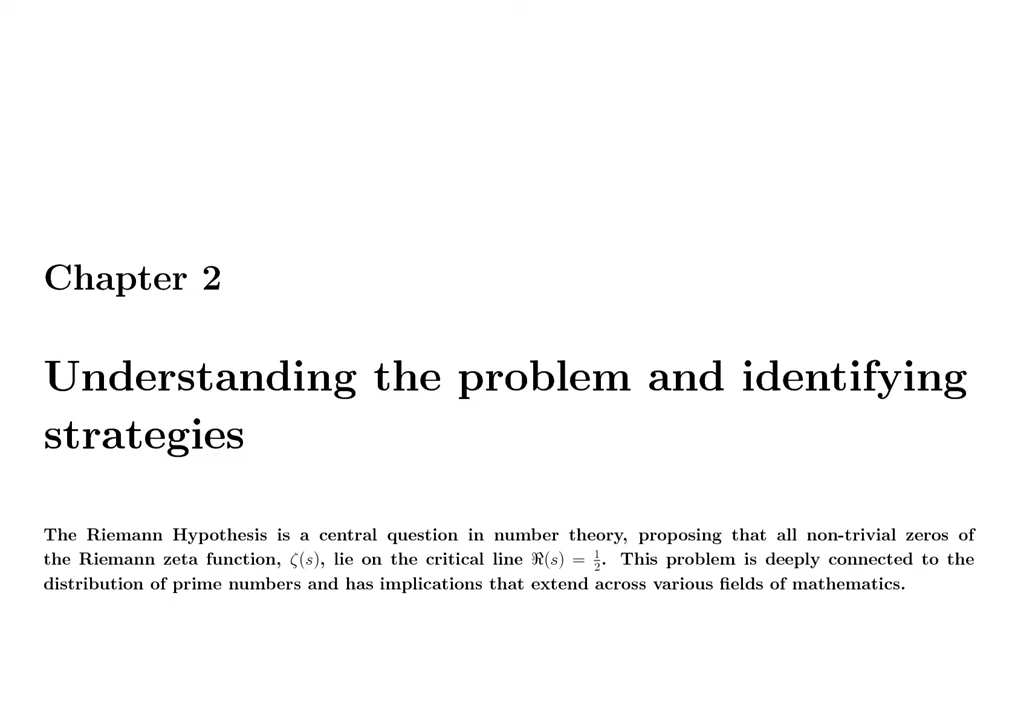 Chapter 2
Understanding the problem and identifying
strategies
The Riemann Hypothesis is a central question in number theory, proposing that all non-trivial zeros of
the Riemann zeta function, ζ(s), lie on the critical line ℜ(s) = 1/2. This problem is deeply connected to the
distribution of prime numbers and has implications that extend across various fields of mathematics.